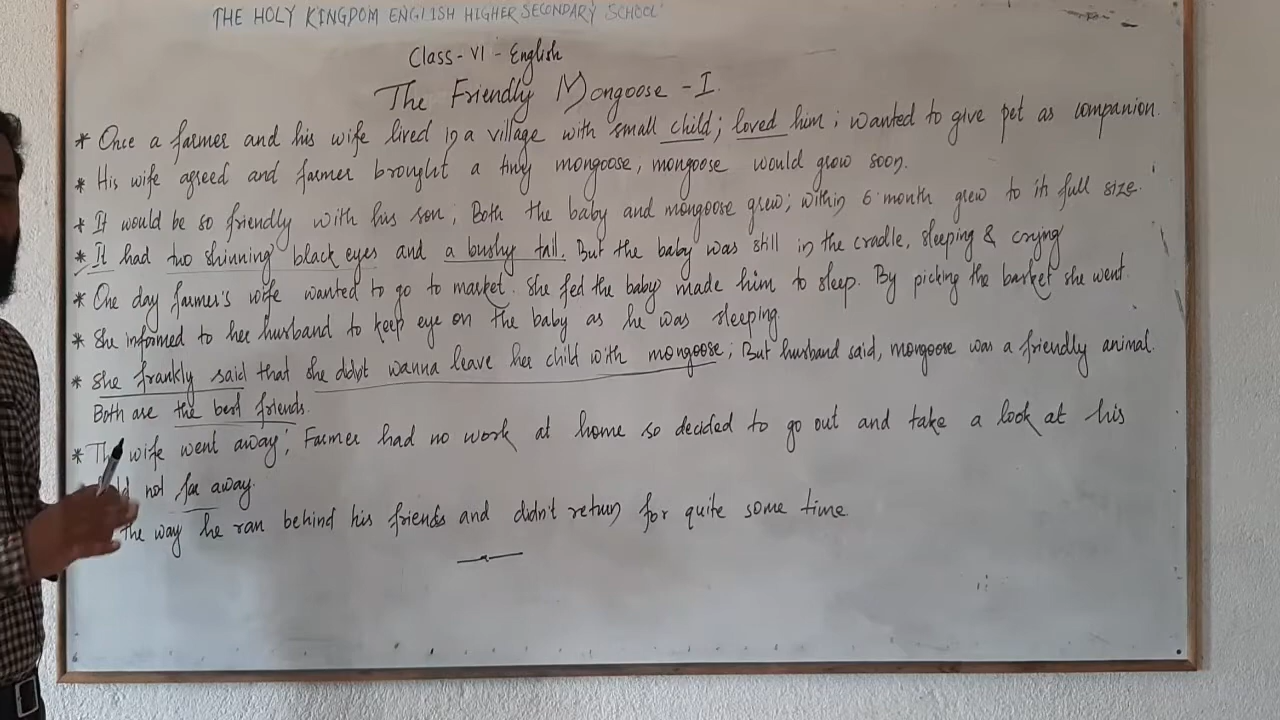 THE HOLY KINGDOM ENGLISH HIGHER SECONDARY SCHOOL
Class - VI - English
The Friendly Mongoose - I.
* Once a farmer and his wife lived in a village with small child; loved him; wanted to give pet as companion.
* His wife agreed and farmer brought a tiny mongoose, mongoose would grow soon.
* It would be so friendly with his son, Both the baby and mongoose grew; within 6 month grew to its full size.
* It had two shinning black eyes and a bushy tail. But the baby was still in the cradle, sleeping & crying
* One day farmer's wife wanted to go to market. She fed the baby made him to sleep. By picking the basket she went.
* She informed to her husband to keep eye on the baby as he was sleeping
* She frankly said that she didn't wanna leave her child with mongoose; But husband said, mongoose was a friendly animal.
Both are the best friends.
* The wife went away; Farmer had no work at home so decided to go out and take a look at his
not far away.
the way he ran behind his friends and didn't return for quite some time